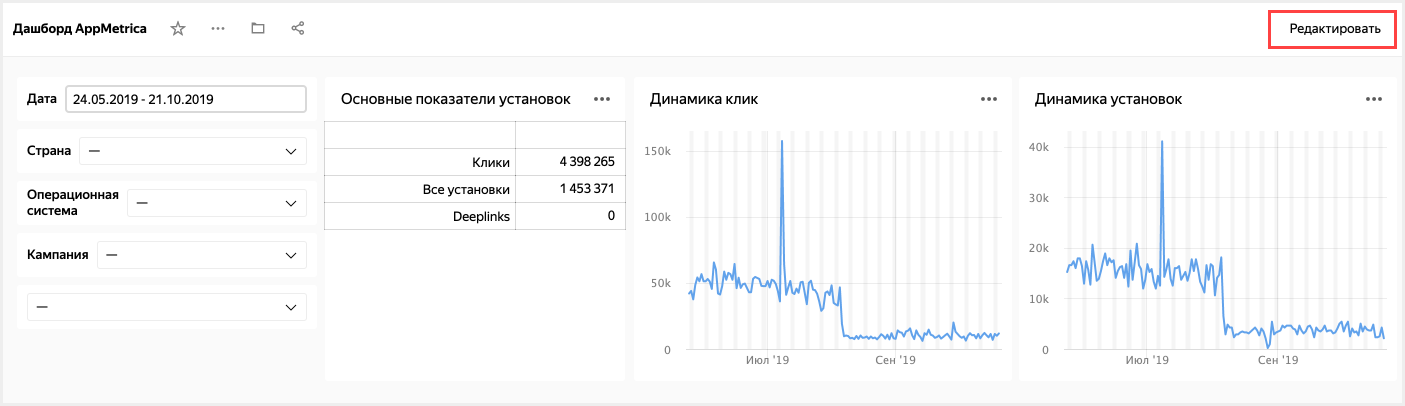 Дашборд AppMetrica
Редактировать
Дата
24.05.2019 - 21.10.2019
Страна
—
Операционная
система
—
Кампания
—
—
Основные показатели установок
Клики 4 398 265
Все установки 1 453 371
Deeplinks 0
Динамика клик
150k
100k
50k
0
Июл '19 Сен '19
Динамика установок
40k
30k
20k
10k
0
Июл '19 Сен '19